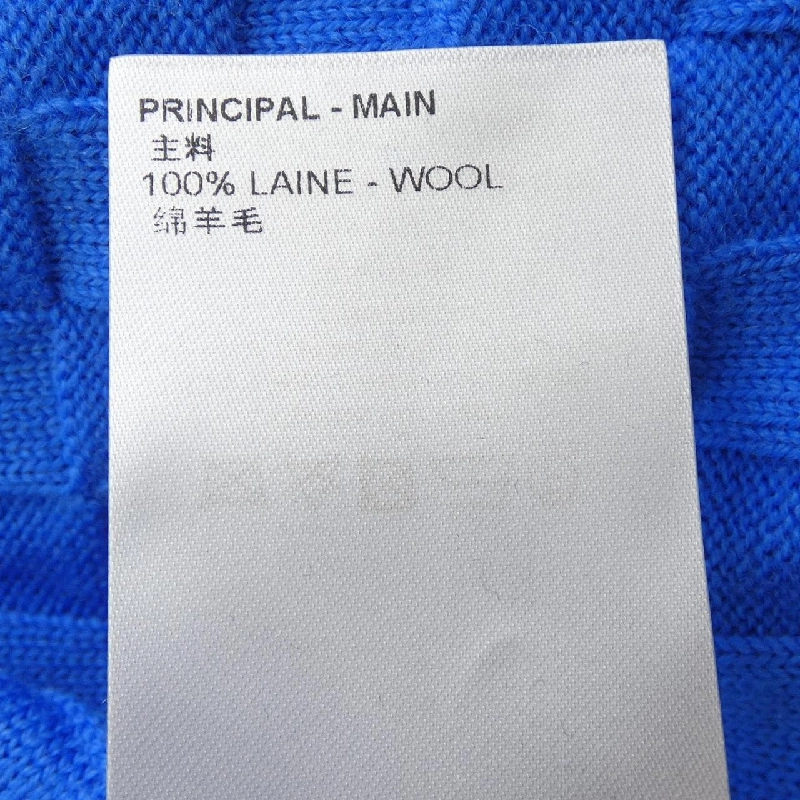 PRINCIPAL - MAIN
主料
100% LAINE - WOOL
绵羊毛